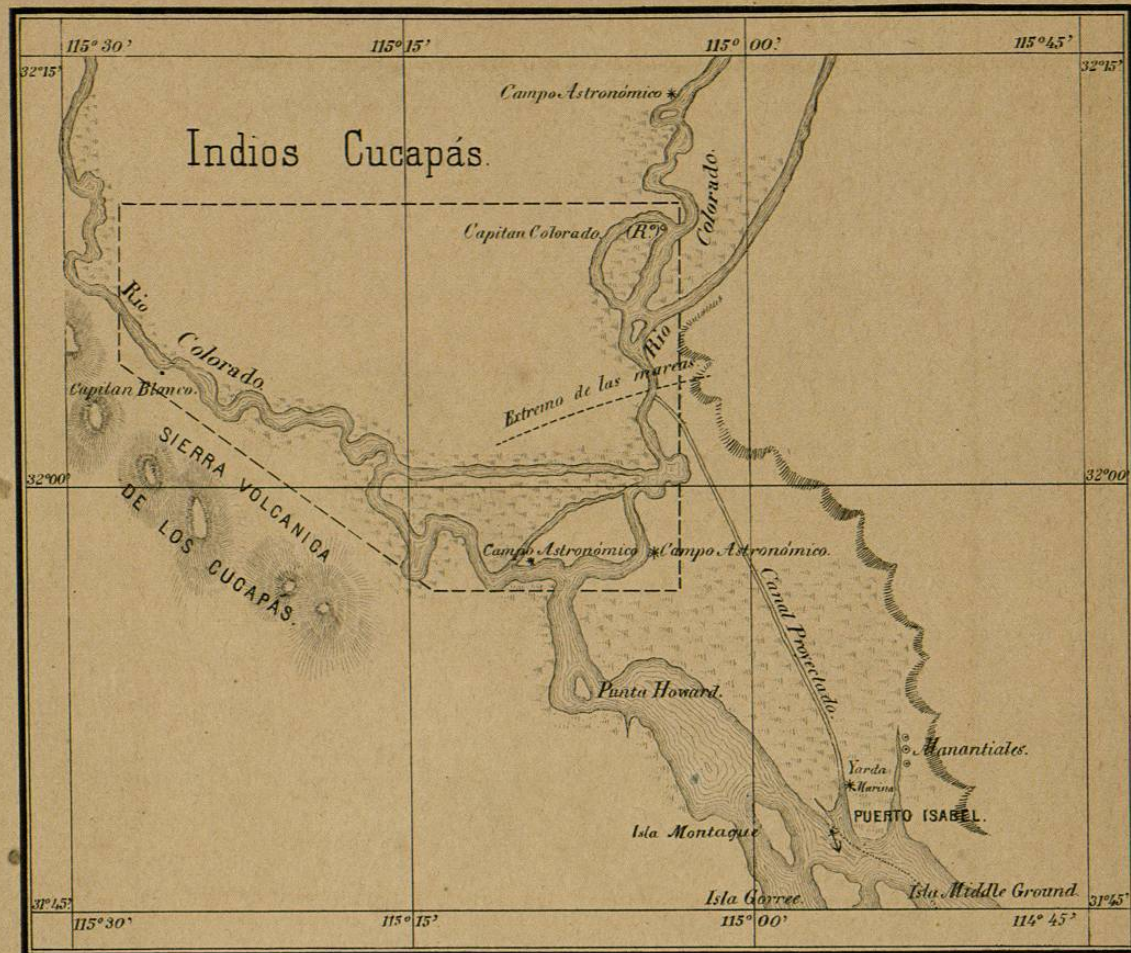 115° 30'
115° 15'
115° 00'
115° 45'
32° 15'
32° 15'
Campo Astronómico
Indios Cucapás.
Colorado.
Capitan Colorado.
(R.º)
Rio
Colorado.
Rio
Capitan Blanco.
Extremo de las mareas.
SIERRA VOLCANICA
DE LOS CUCAPÁS.
32° 00'
32° 00'
Campo Astronómico
Campo Astronómico.
Canal Proyectado.
Punta Howard.
Manantiales.
Yarda
Marina
PUERTO ISABEL.
Isla Montague
Isla Gorree.
Isla Middle Ground.
31° 45'
31° 45'
115° 30'
115° 15'
115° 00'
114° 45'